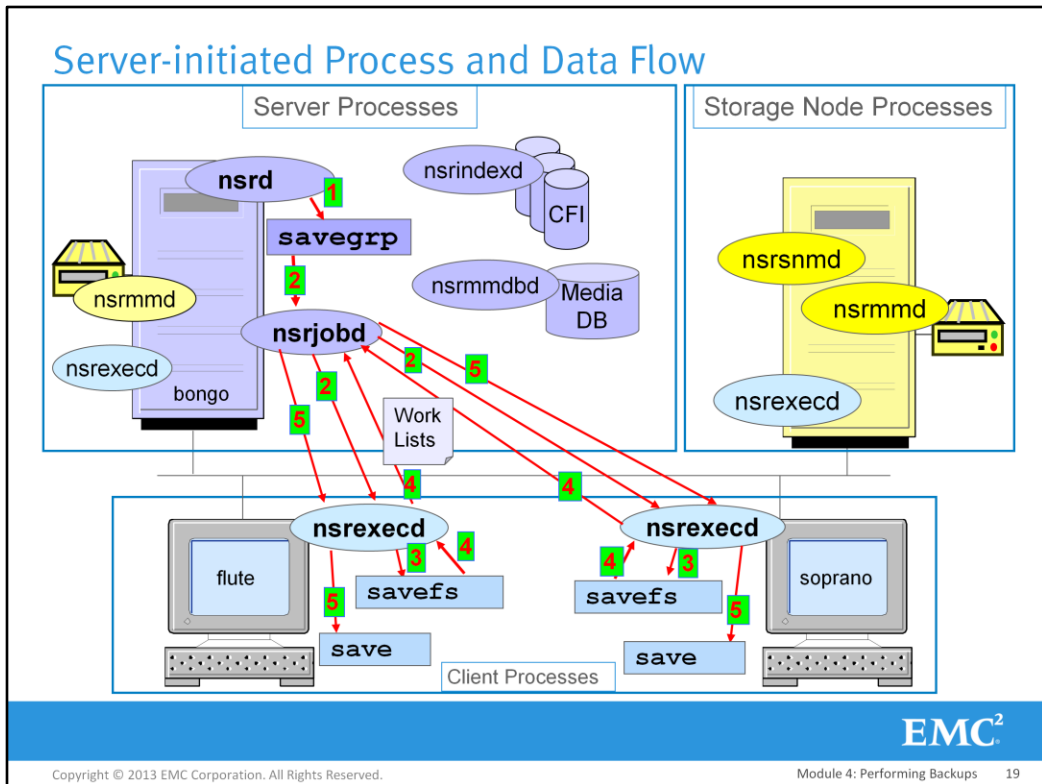 Server-initiated Process and Data Flow
Server Processes
Storage Node Processes
nsrd
1
savegrp
2
nsrindexd
CFI
nsrmmd
nsrjobd
nsrmmdbd
Media
DB
nsrexecd
bongo
nsrsnmd
nsrmmd
nsrexecd
5
2
2
5
Work
Lists
4
4
nsrexecd
3
4
savefs
5
save
flute
nsrexecd
4
3
savefs
5
save
soprano
Client Processes
EMC²
Copyright © 2013 EMC Corporation. All Rights Reserved.
Module 4: Performing Backups 19